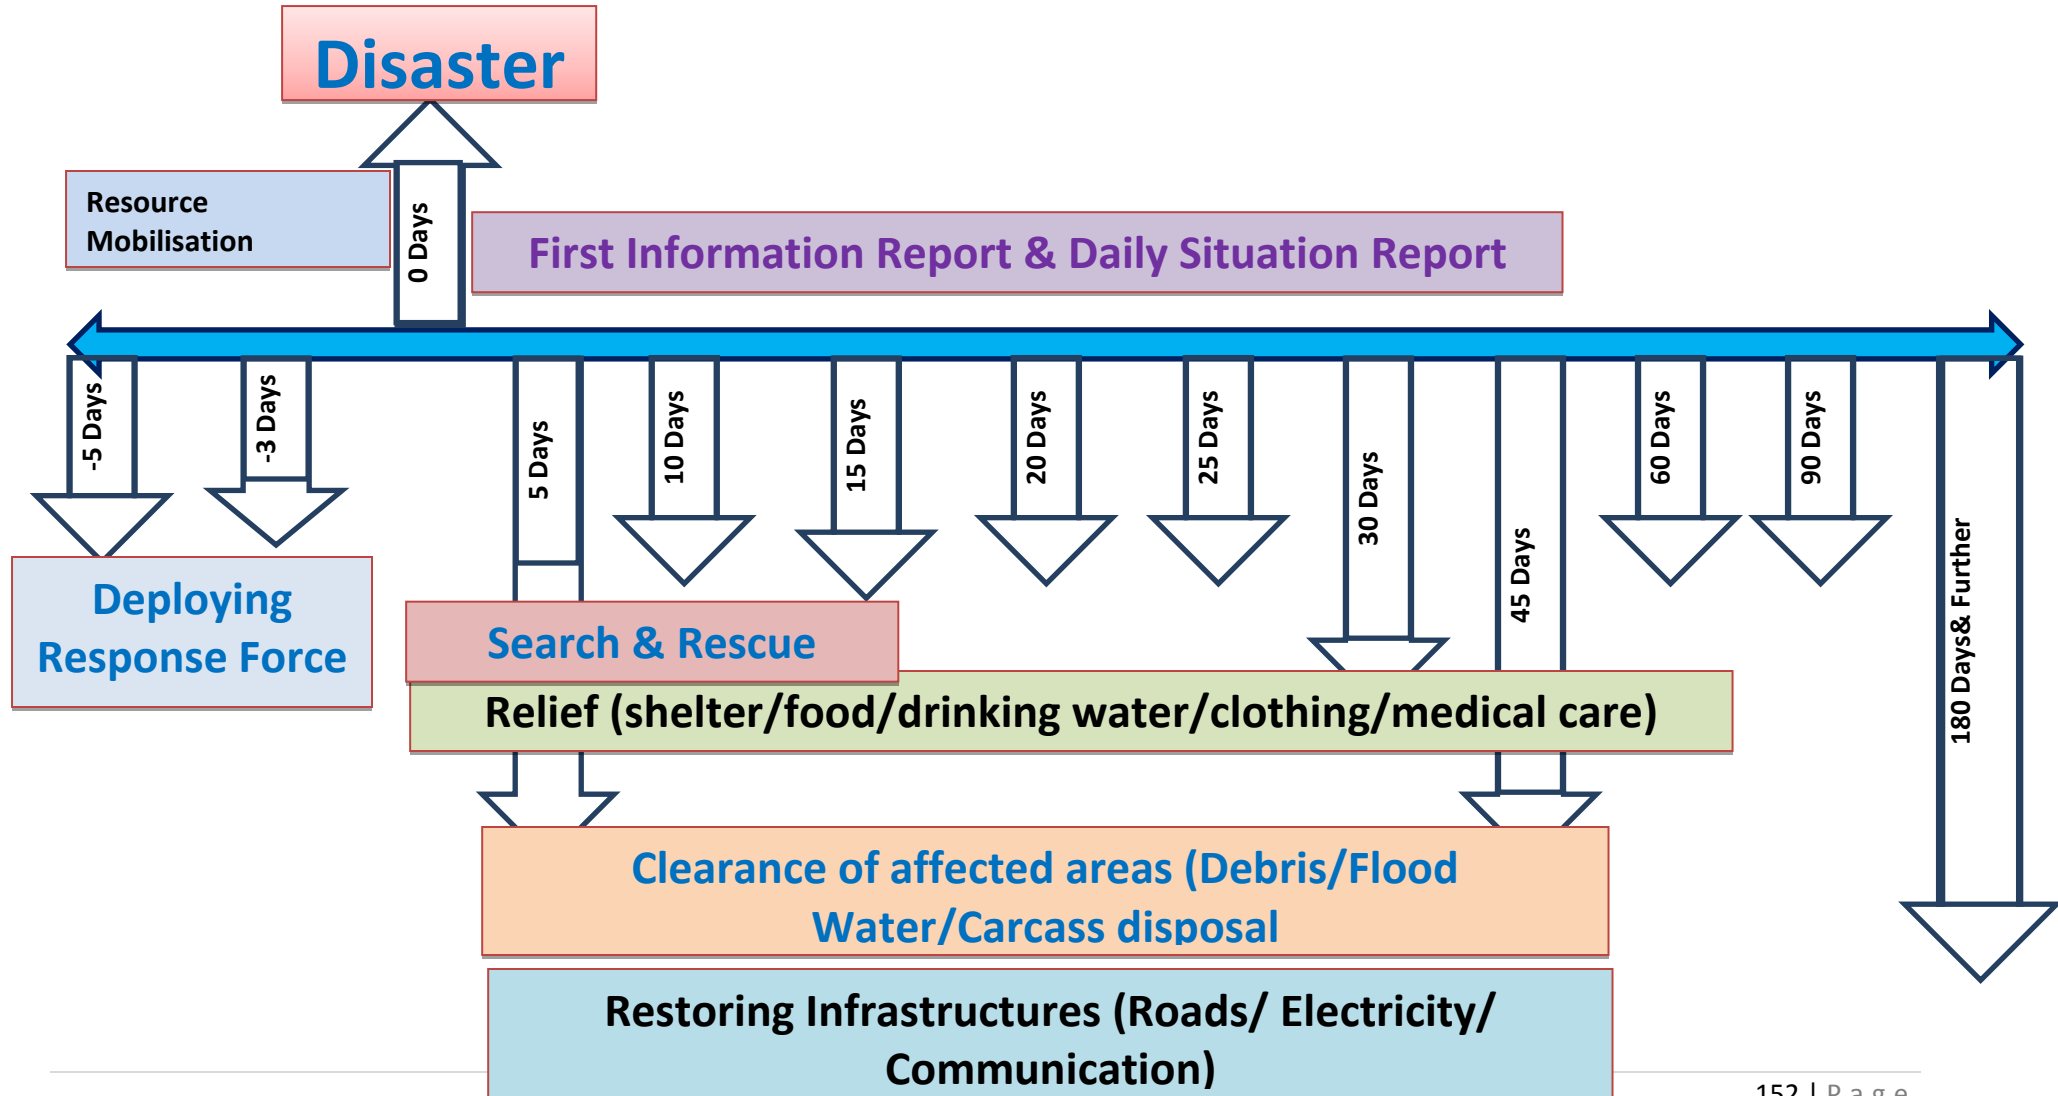 Disaster
Resource
Mobilisation
0 Days
First Information Report & Daily Situation Report
-5 Days
-3 Days
5 Days
10 Days
15 Days
20 Days
25 Days
30 Days
45 Days
60 Days
90 Days
180 Days& Further
Deploying
Response Force
Search & Rescue
Relief (shelter/food/drinking water/clothing/medical care)
Clearance of affected areas (Debris/Flood
Water/Carcass disposal
Restoring Infrastructures (Roads/ Electricity/
Communication)
152 | P a g e